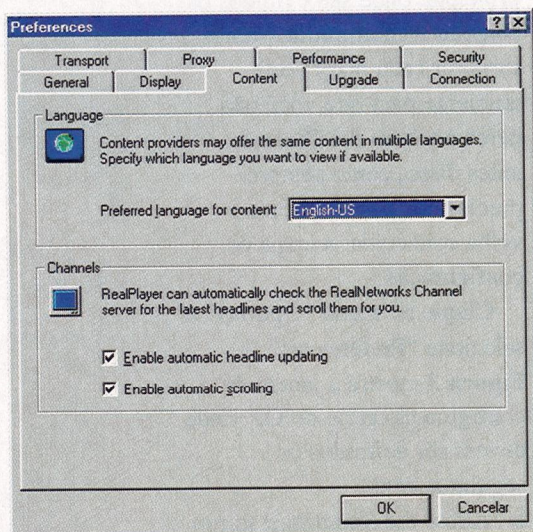 Preferences
Transport Proxy Performance Security
General Display Content Upgrade Connection
Language
Content providers may offer the same content in multiple languages.
Specify which language you want to view if available.
Preferred language for content: English-US
Channels
RealPlayer can automatically check the RealNetworks Channel
server for the latest headlines and scroll them for you.
Enable automatic headline updating
Enable automatic scrolling
OK Cancelar